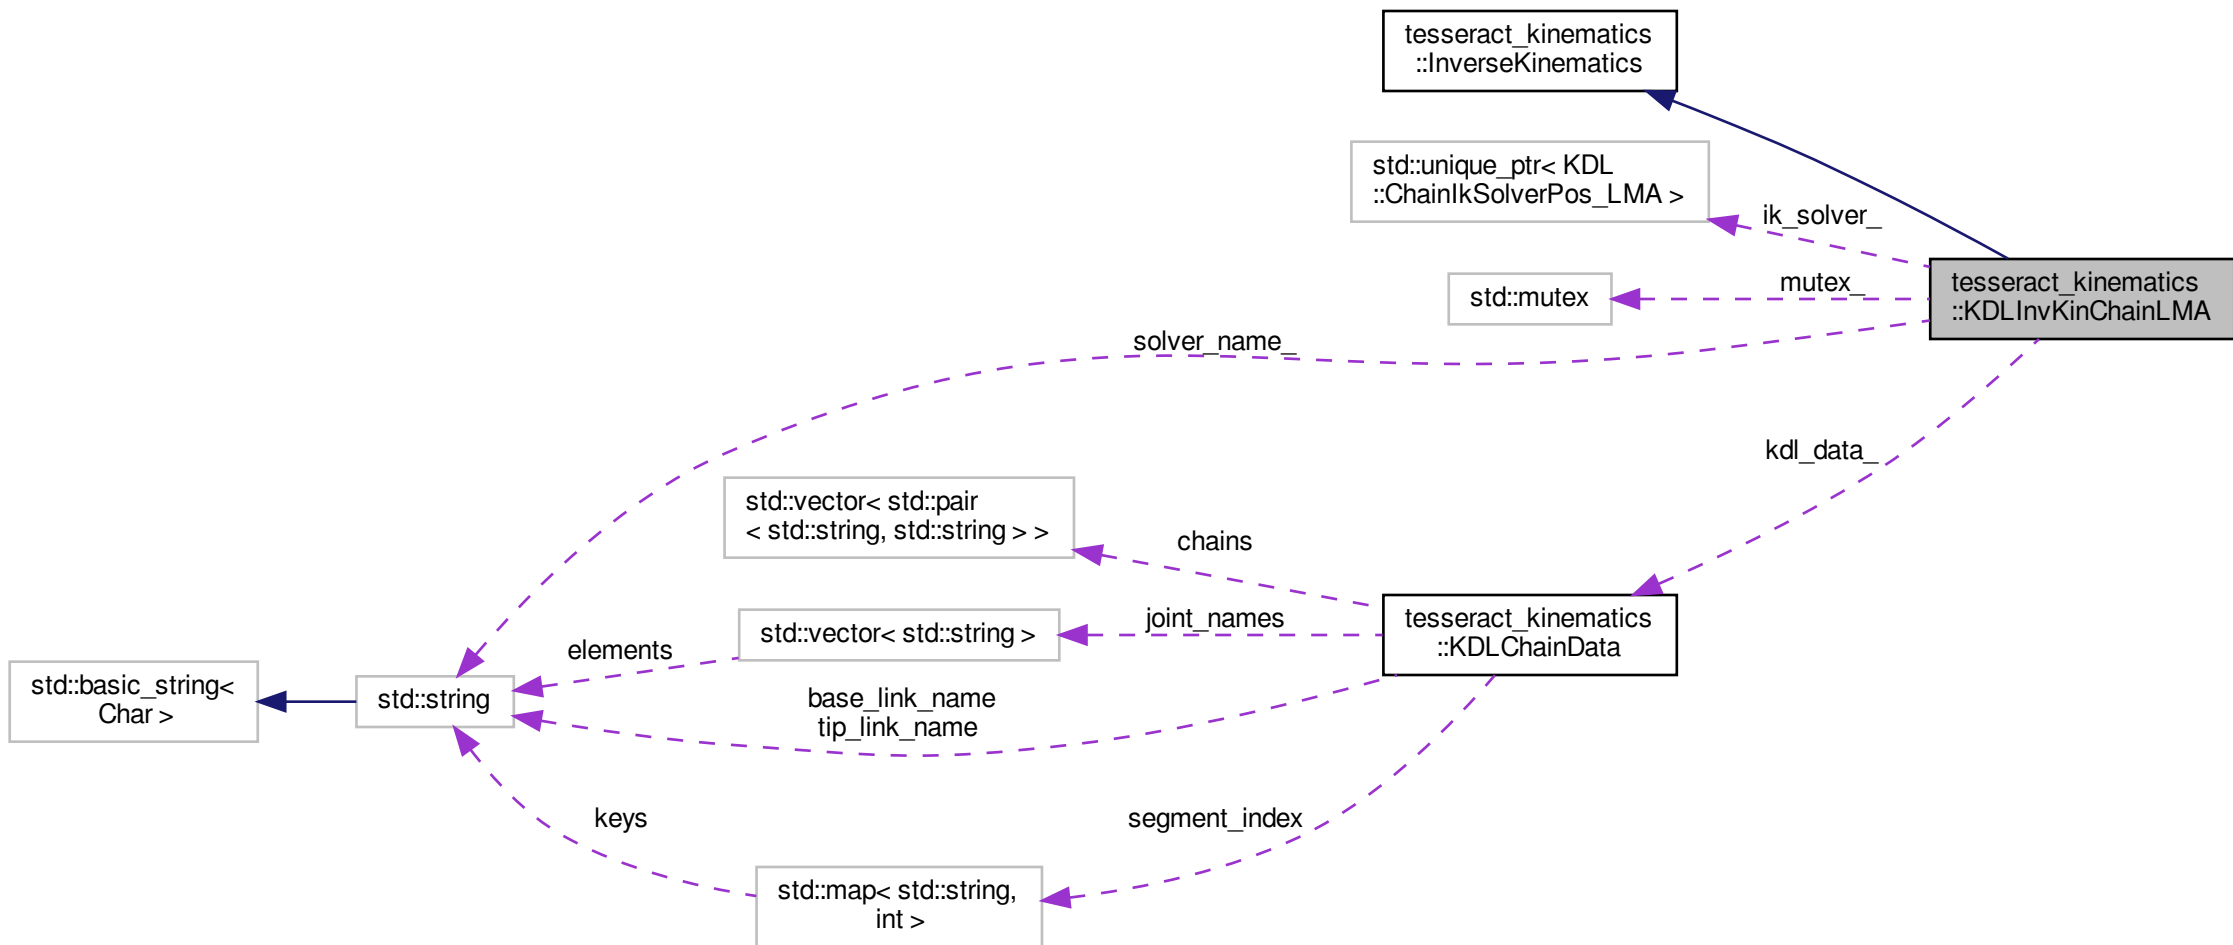 tesseract_kinematics
::InverseKinematics
std::unique_ptr< KDL
::ChainIkSolverPos_LMA >
ik_solver_
std::mutex
mutex_
tesseract_kinematics
::KDLInvKinChainLMA
solver_name_
kdl_data_
std::vector< std::pair
< std::string, std::string > >
chains
std::vector< std::string >
joint_names
tesseract_kinematics
::KDLChainData
elements
std::basic_string<
Char >
std::string
base_link_name
tip_link_name
keys
segment_index
std::map< std::string,
int >